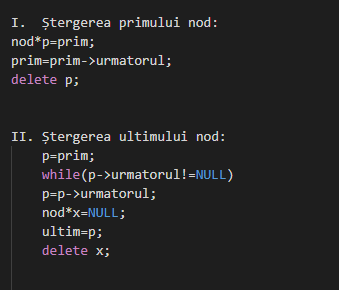 I. Ștergerea primului nod:
nod*p=prim;
prim=prim->urmatorul;
delete p;
II. Ștergerea ultimului nod:
p=prim;
while(p->urmatorul!=NULL)
p=p->urmatorul;
nod*x=NULL;
ultim=p;
delete x;